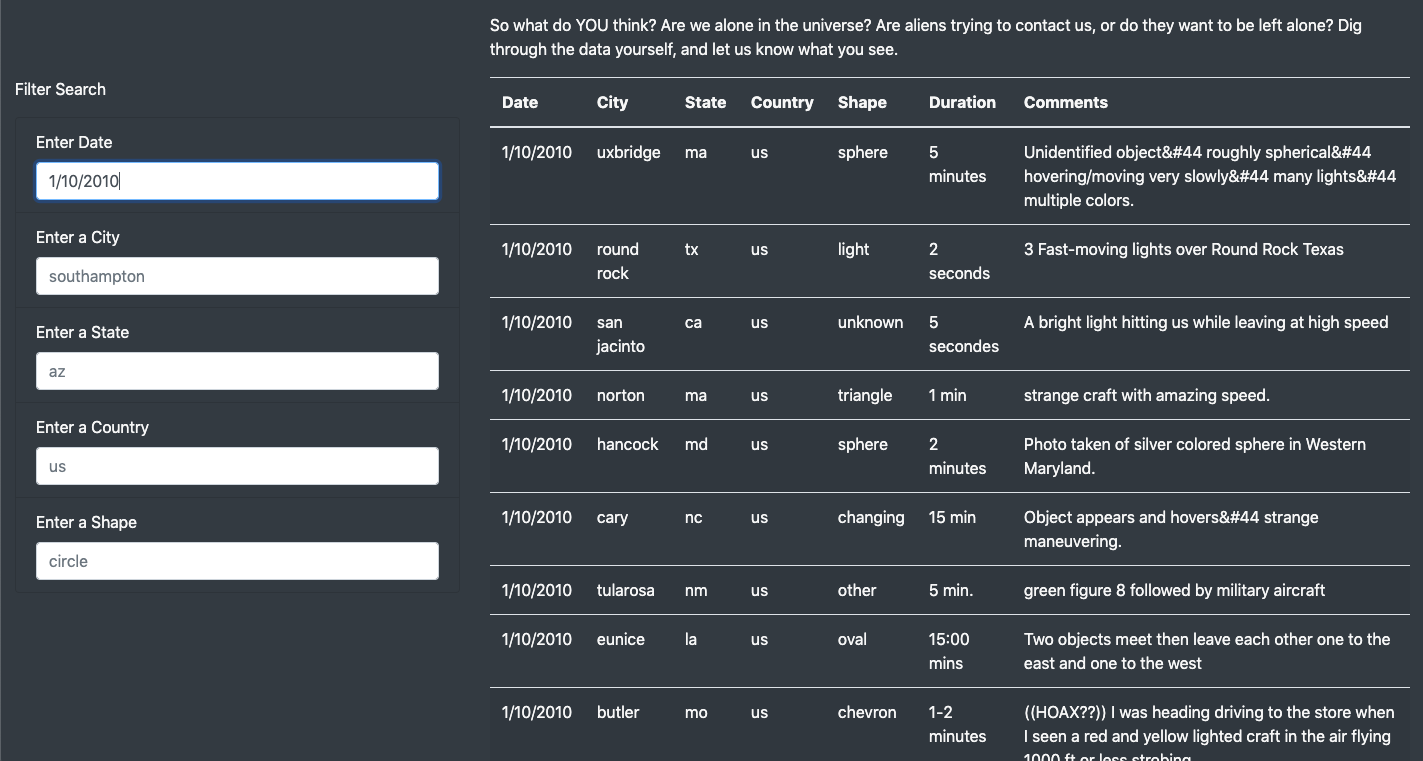 So what do YOU think? Are we alone in the universe? Are aliens trying to contact us, or do they want to be left alone? Dig
through the data yourself, and let us know what you see.
Filter Search
Enter Date
1/10/2010
Enter a City
southampton
Enter a State
az
Enter a Country
us
Enter a Shape
circle
Date City State Country Shape Duration Comments
1/10/2010 uxbridge ma us sphere 5 Unidentified object&#44 roughly spherical&#44
minutes hovering/moving very slowly&#44 many lights&#44
multiple colors.
1/10/2010 round tx us light 2 3 Fast-moving lights over Round Rock Texas
rock seconds
1/10/2010 san ca us unknown 5 A bright light hitting us while leaving at high speed
jacinto secondes
1/10/2010 norton ma us triangle 1 min strange craft with amazing speed.
1/10/2010 hancock md us sphere 2 Photo taken of silver colored sphere in Western
minutes Maryland.
1/10/2010 cary nc us changing 15 min Object appears and hovers&#44 strange
maneuvering.
1/10/2010 tularosa nm us other 5 min. green figure 8 followed by military aircraft
1/10/2010 eunice la us oval 15:00 Two objects meet then leave each other one to the
mins east and one to the west
1/10/2010 butler mo us chevron 1-2 ((HOAX??)) I was heading driving to the store when
minutes I seen a red and yellow lighted craft in the air flying
1000 ft or less strobing